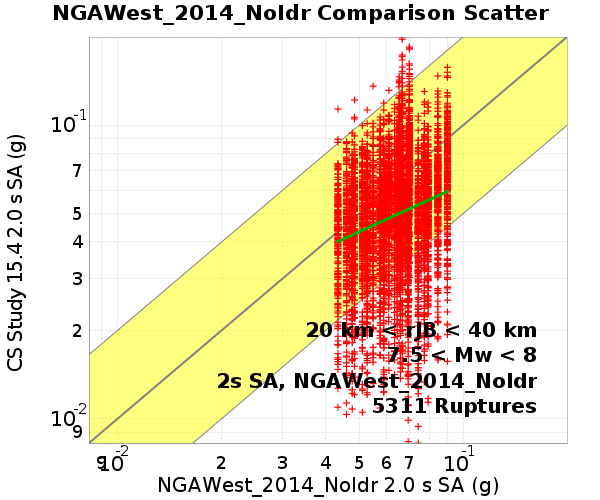 NGAWest_2014_NoIdr Comparison Scatter
CS Study 15.4 2.0 s SA (g)
10-1
7
5
4
3
2
10-2
9
20 km < rJB < 40 km
7.5 < Mw < 8
2s SA, NGAWest_2014_NoIdr
5311 Ruptures
9 10-2 2 3 4 5 6 7 10-1
NGAWest_2014_NoIdr 2.0 s SA (g)